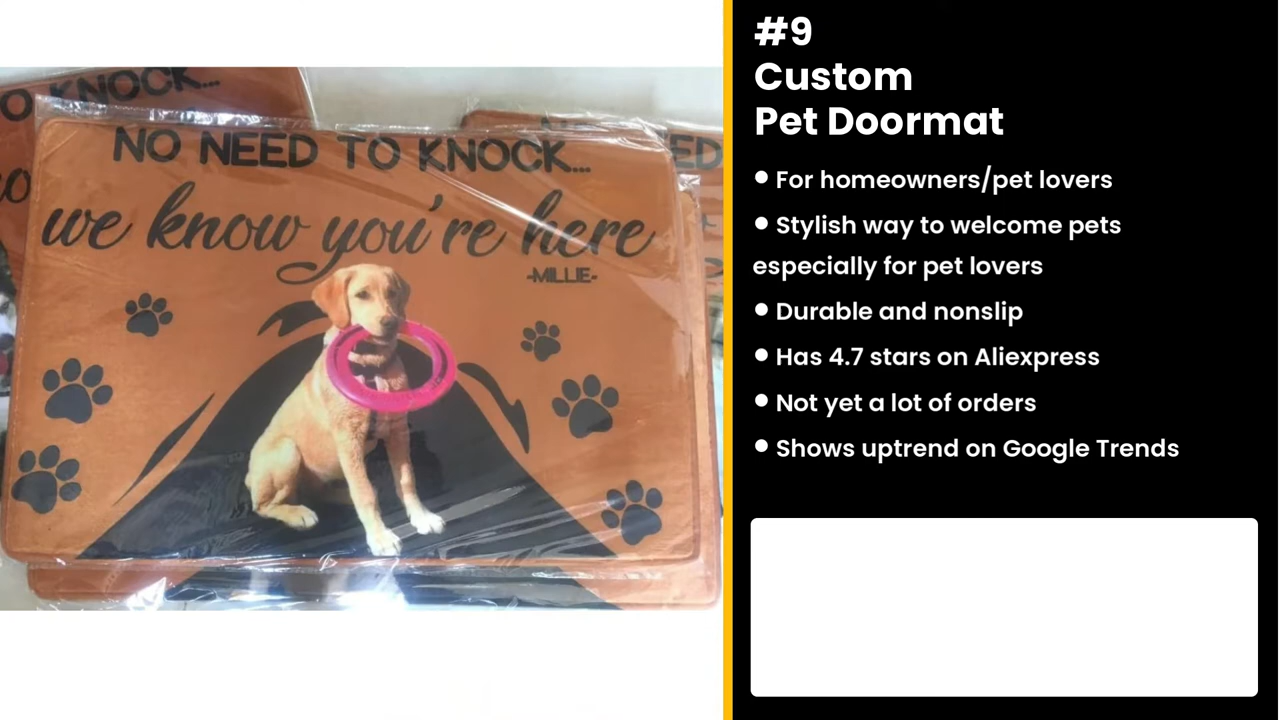 O KNOCK...
NO NEED TO KNOCK...
ED
we know you're here
-MILLIE-
#9
Custom
Pet Doormat
• For homeowners/pet lovers
• Stylish way to welcome pets
especially for pet lovers
• Durable and nonslip
• Has 4.7 stars on Aliexpress
• Not yet a lot of orders
• Shows uptrend on Google Trends